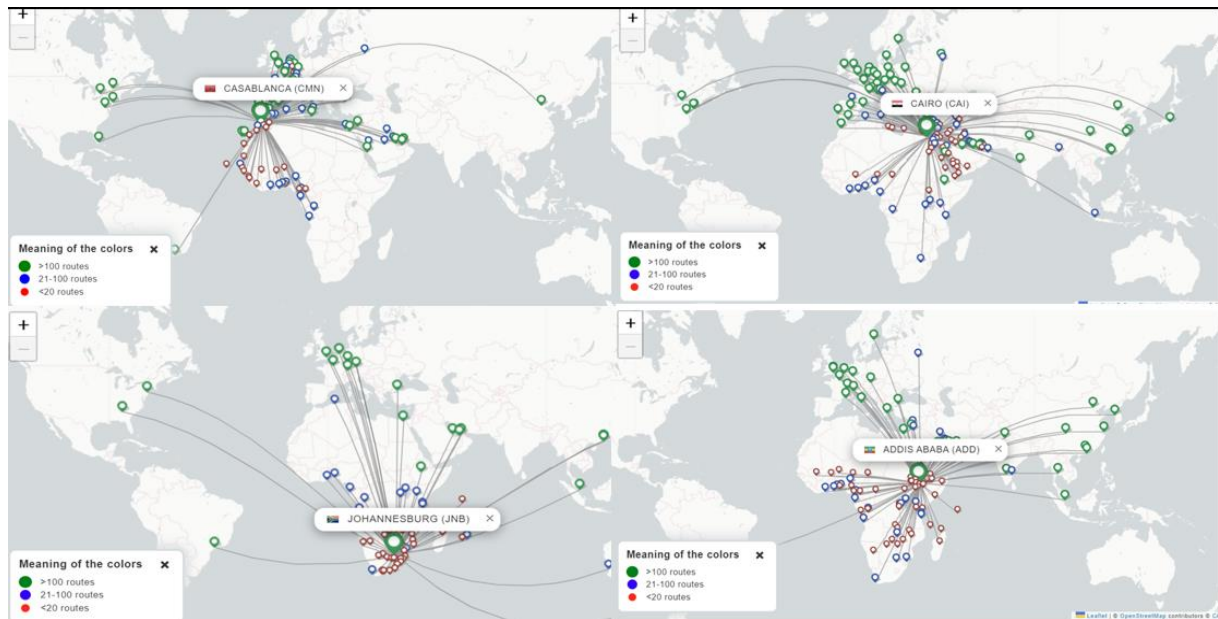 +
−
CASABLANCA (CMN) ×
Meaning of the colors ×
>100 routes
21-100 routes
<20 routes
+
−
CAIRO (CAI) ×
Meaning of the colors ×
>100 routes
21-100 routes
<20 routes
+
−
JOHANNESBURG (JNB) ×
Meaning of the colors ×
>100 routes
21-100 routes
<20 routes
+
−
ADDIS ABABA (ADD) ×
Meaning of the colors ×
>100 routes
21-100 routes
<20 routes
Leaflet | © OpenStreetMap contributors ©